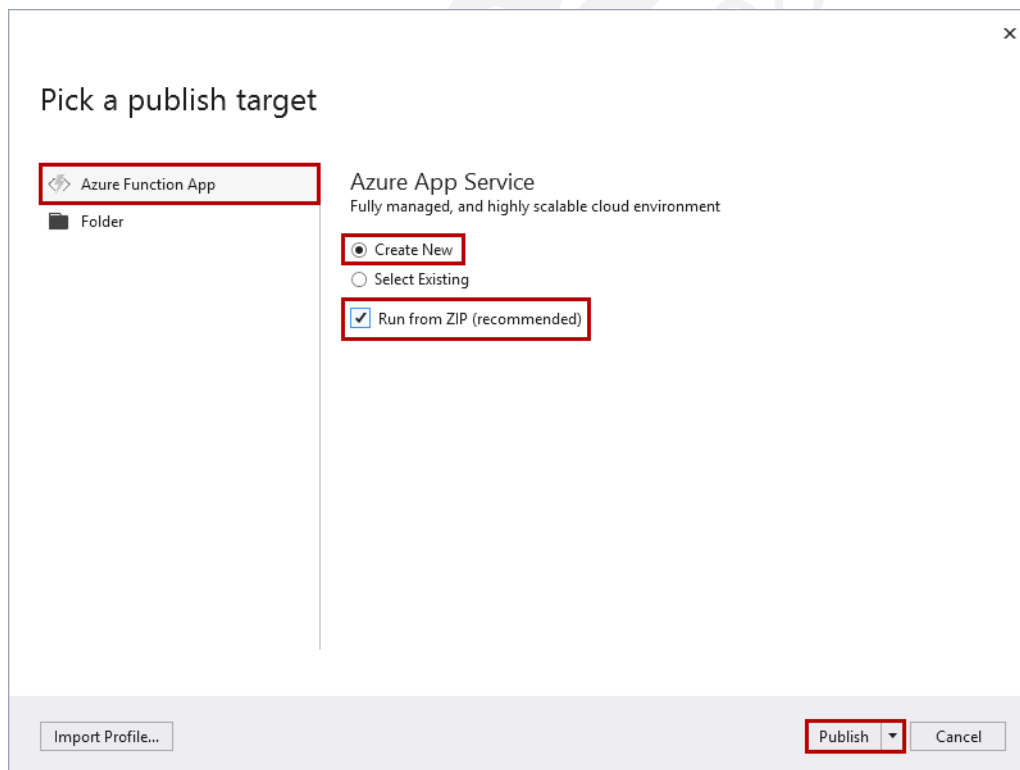 Pick a publish target
Azure Function App
Folder
Azure App Service
Fully managed, and highly scalable cloud environment
Create New
Select Existing
Run from ZIP (recommended)
Import Profile...
Publish
Cancel